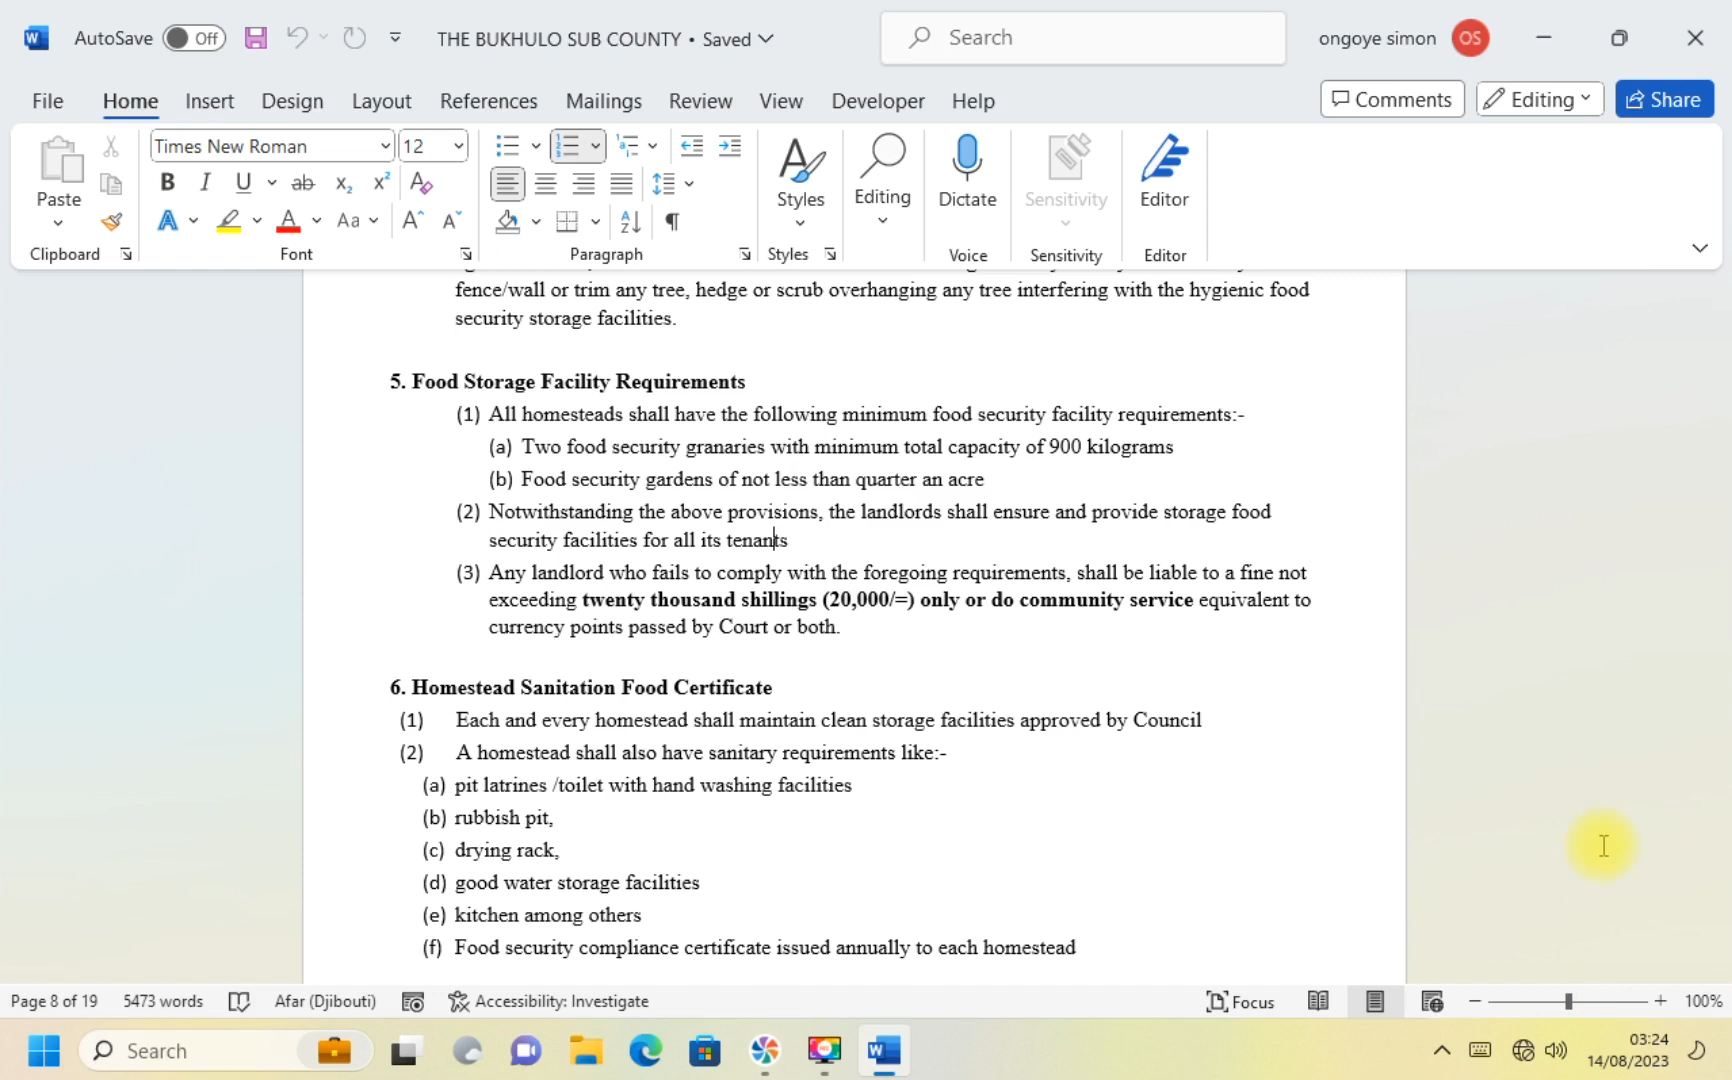 AutoSave Off THE BUKHULO SUB COUNTY • Saved Search ongoye simon OS
File Home Insert Design Layout References Mailings Review View Developer Help Comments Editing Share
Paste Times New Roman 12 Styles Editing Dictate Sensitivity Editor
Clipboard Font Paragraph Styles Voice Sensitivity Editor
fence/wall or trim any tree, hedge or scrub overhanging any tree interfering with the hygienic food
security storage facilities.
5. Food Storage Facility Requirements
(1) All homesteads shall have the following minimum food security facility requirements:-
(a) Two food security granaries with minimum total capacity of 900 kilograms
(b) Food security gardens of not less than quarter an acre
(2) Notwithstanding the above provisions, the landlords shall ensure and provide storage food
security facilities for all its tenants
(3) Any landlord who fails to comply with the foregoing requirements, shall be liable to a fine not
exceeding twenty thousand shillings (20,000/=) only or do community service equivalent to
currency points passed by Court or both.
6. Homestead Sanitation Food Certificate
(1) Each and every homestead shall maintain clean storage facilities approved by Council
(2) A homestead shall also have sanitary requirements like:-
(a) pit latrines /toilet with hand washing facilities
(b) rubbish pit,
(c) drying rack,
(d) good water storage facilities
(e) kitchen among others
(f) Food security compliance certificate issued annually to each homestead
Page 8 of 19 5473 words Afar (Djibouti) Accessibility: Investigate Focus 100%
Search 03:24
14/08/2023